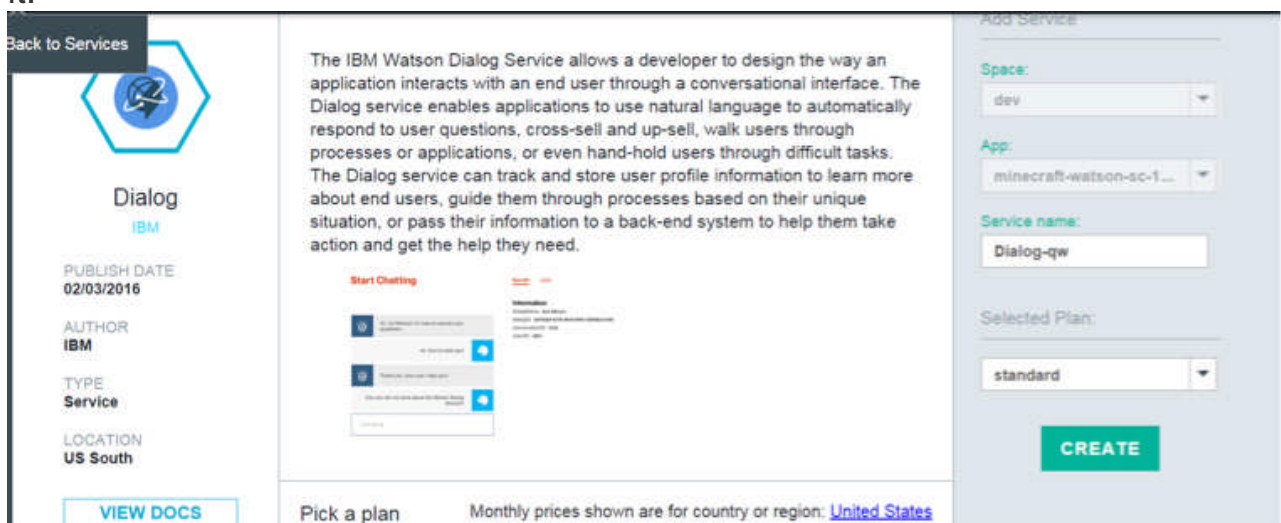 it.
Back to Services
Dialog
IBM
PUBLISH DATE
02/03/2016
AUTHOR
IBM
TYPE
Service
LOCATION
US South
VIEW DOCS
The IBM Watson Dialog Service allows a developer to design the way an
application interacts with an end user through a conversational interface. The
Dialog service enables applications to use natural language to automatically
respond to user questions, cross-sell and up-sell, walk users through
processes or applications, or even hand-hold users through difficult tasks.
The Dialog service can track and store user profile information to learn more
about end users, guide them through processes based on their unique
situation, or pass their information to a back-end system to help them take
action and get the help they need.
Start Chatting
Information
Pick a plan
Monthly prices shown are for country or region: United States
Add Service
Space:
dev
App:
minecraft-watson-sc-1...
Service name:
Dialog-qw
Selected Plan:
standard
CREATE